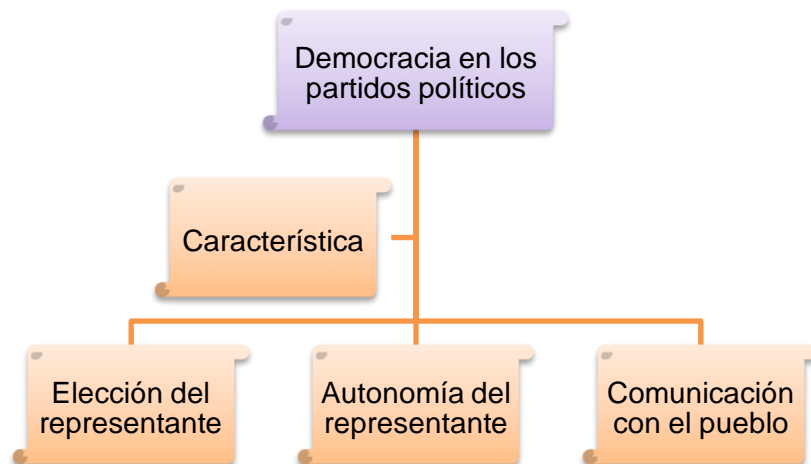 Democracia en los
partidos políticos
Característica
Elección del
representante
Autonomía del
representante
Comunicación
con el pueblo